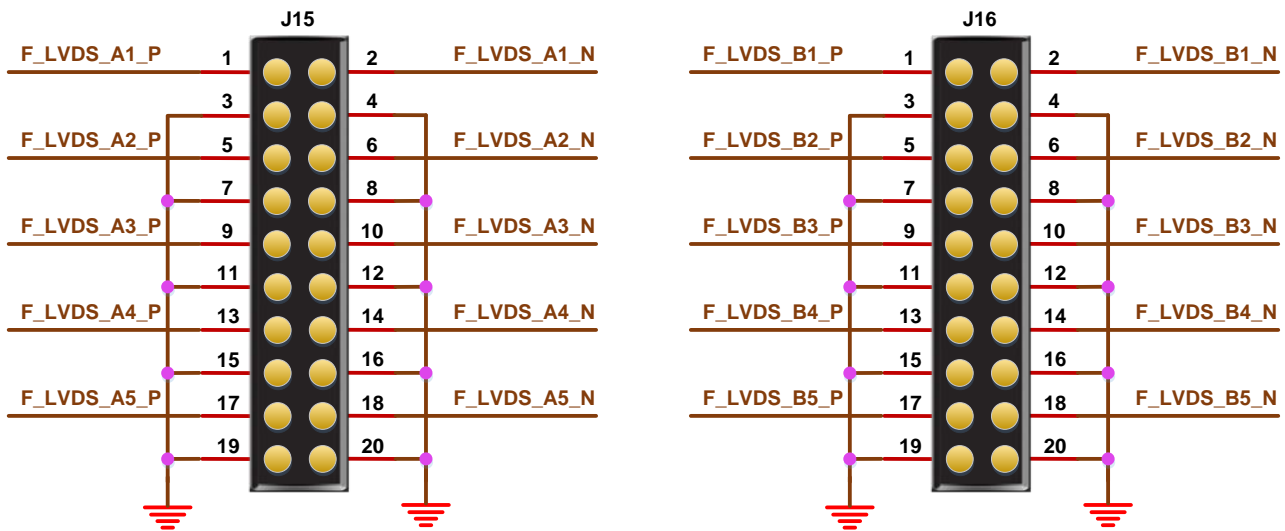 J15 J16
F_LVDS_A1_P 1 2 F_LVDS_A1_N F_LVDS_B1_P 1 2 F_LVDS_B1_N
3 4 3 4
F_LVDS_A2_P 5 6 F_LVDS_A2_N F_LVDS_B2_P 5 6 F_LVDS_B2_N
7 8 7 8
F_LVDS_A3_P 9 10 F_LVDS_A3_N F_LVDS_B3_P 9 10 F_LVDS_B3_N
11 12 11 12
F_LVDS_A4_P 13 14 F_LVDS_A4_N F_LVDS_B4_P 13 14 F_LVDS_B4_N
15 16 15 16
F_LVDS_A5_P 17 18 F_LVDS_A5_N F_LVDS_B5_P 17 18 F_LVDS_B5_N
19 20 19 20